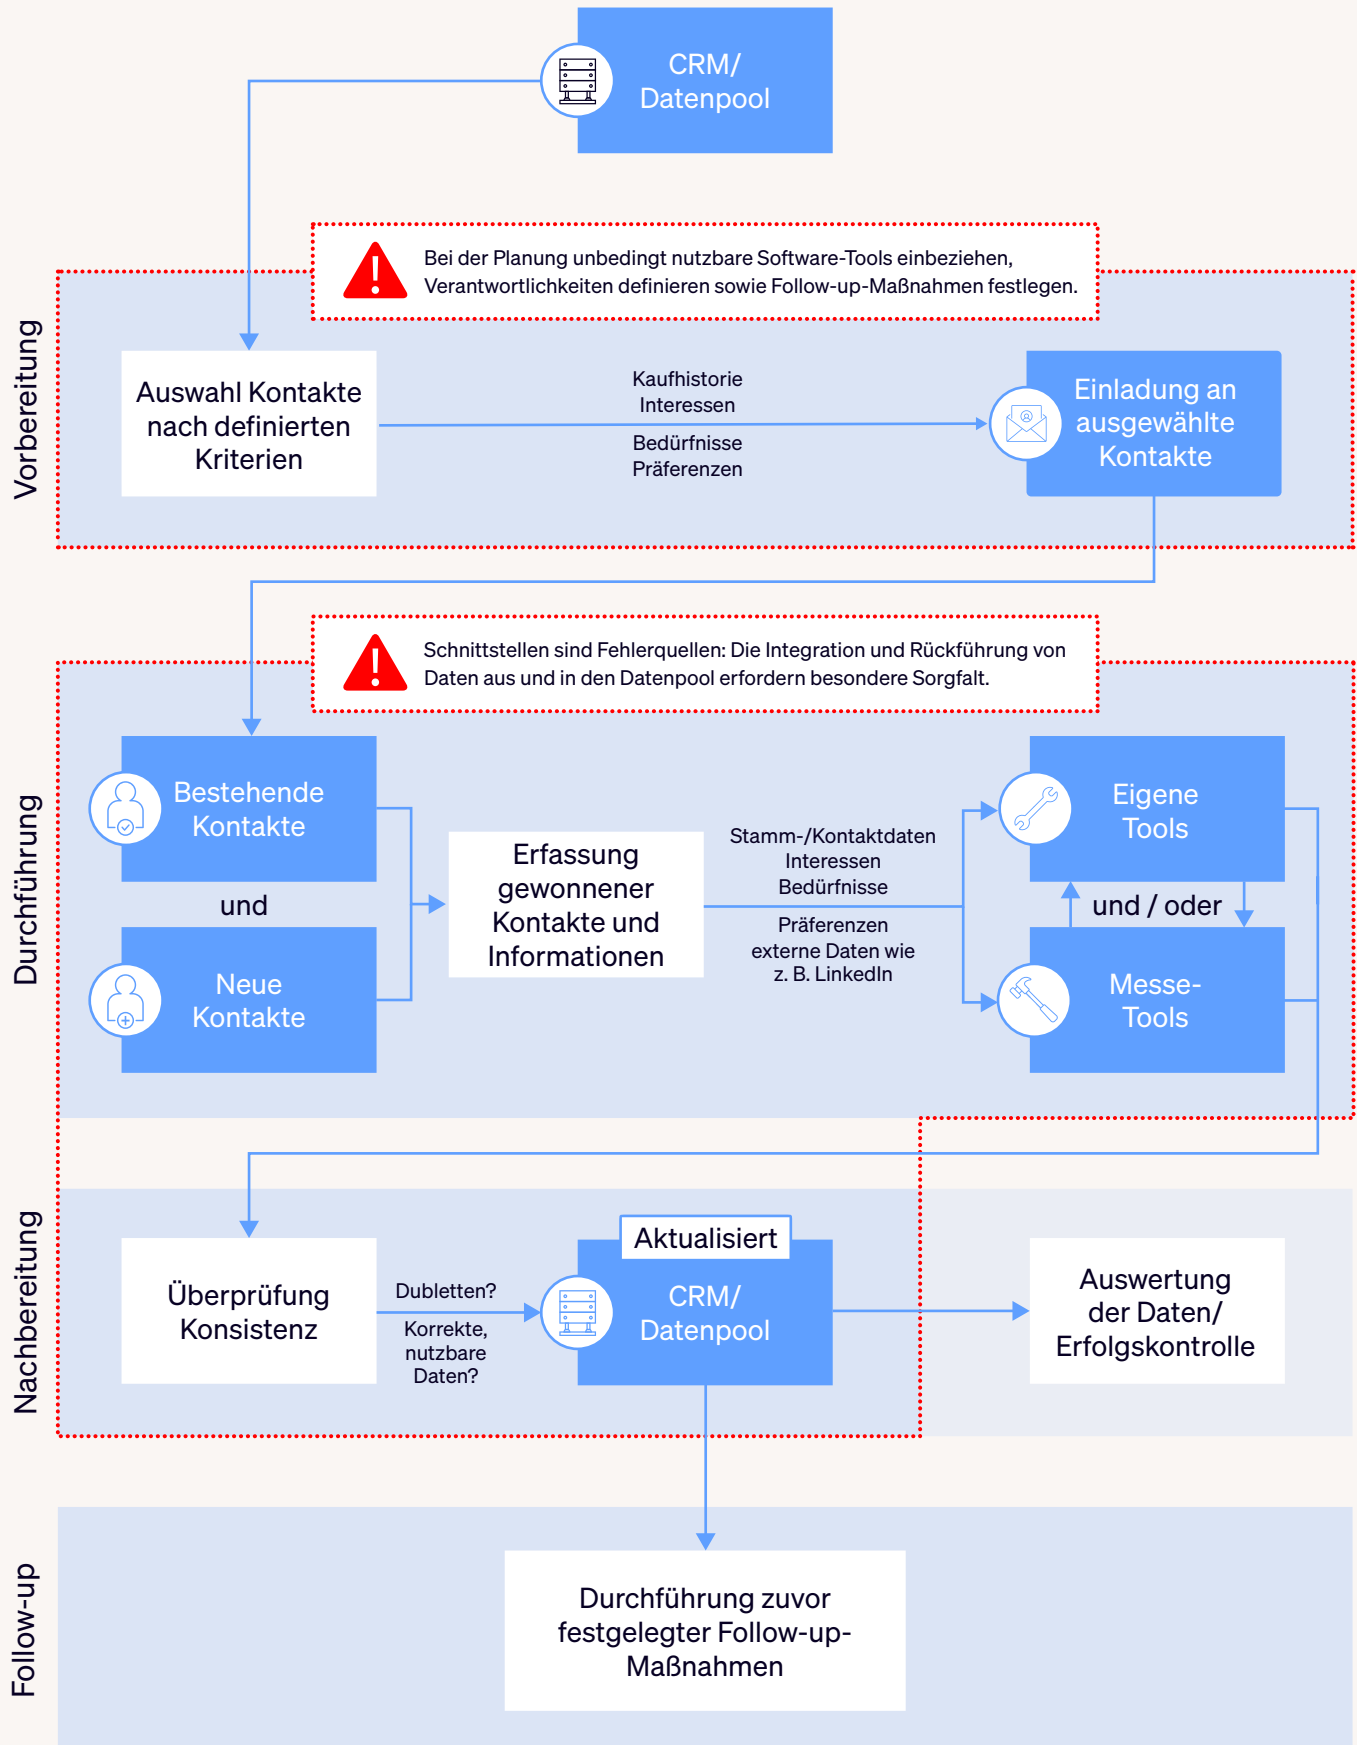 CRM/
Datenpool
Bei der Planung unbedingt nutzbare Software-Tools einbeziehen,
Verantwortlichkeiten definieren sowie Follow-up-Maßnahmen festlegen.
Vorbereitung
Auswahl Kontakte
nach definierten
Kriterien
Kaufhistorie
Interessen
Bedürfnisse
Präferenzen
Einladung an
ausgewählte
Kontakte
Schnittstellen sind Fehlerquellen: Die Integration und Rückführung von
Daten aus und in den Datenpool erfordern besondere Sorgfalt.
Durchführung
Bestehende
Kontakte
und
Neue
Kontakte
Erfassung
gewonnener
Kontakte und
Informationen
Stamm-/Kontaktdaten
Interessen
Bedürfnisse
Präferenzen
externe Daten wie
z. B. LinkedIn
Eigene
Tools
und / oder
Messe-
Tools
Nachbereitung
Überprüfung
Konsistenz
Dubletten?
Korrekte,
nutzbare
Daten?
Aktualisiert
CRM/
Datenpool
Auswertung
der Daten/
Erfolgskontrolle
Follow-up
Durchführung zuvor
festgelegter Follow-up-
Maßnahmen